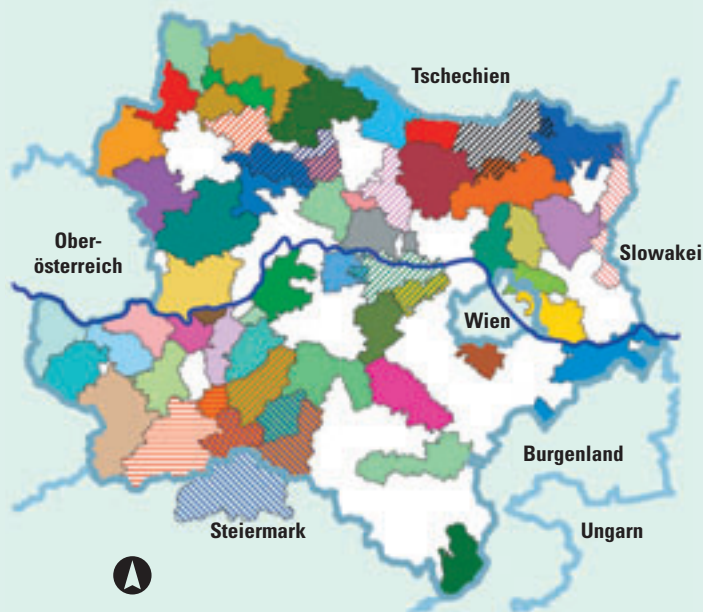 Tschechien
Ober-
österreich
Slowakei
Wien
Burgenland
Steiermark
Ungarn